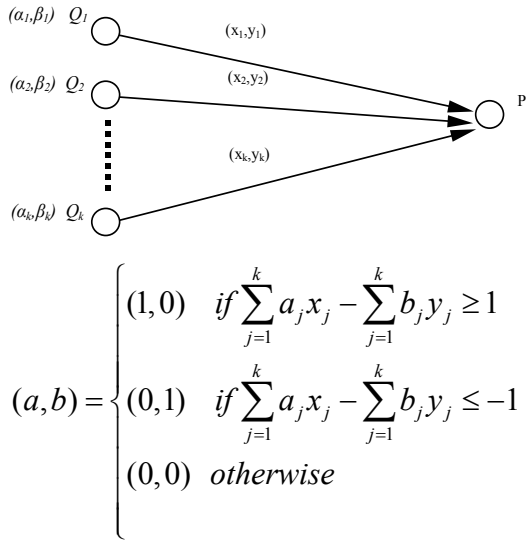 (α₁,β₁) Q₁
(x₁,y₁)
(α₂,β₂) Q₂
(x₂,y₂)
P
(xₖ,yₖ)
(αₖ,βₖ) Qₖ
(a,b) = {
(1,0) if ∑_{j=1}^{k} a_j x_j − ∑_{j=1}^{k} b_j y_j ≥ 1
(0,1) if ∑_{j=1}^{k} a_j x_j − ∑_{j=1}^{k} b_j y_j ≤ −1
(0,0) otherwise